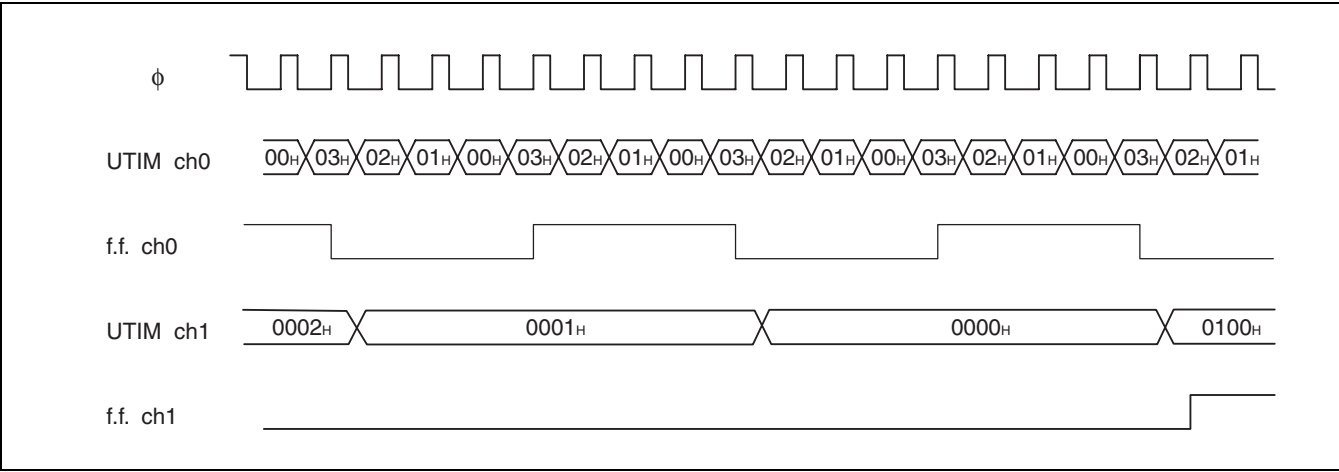 ϕ
UTIM ch0 00H 03H 02H 01H 00H 03H 02H 01H 00H 03H 02H 01H 00H 03H 02H 01H 00H 03H 02H 01H
f.f. ch0
UTIM ch1 0002H 0001H 0000H 0100H
f.f. ch1